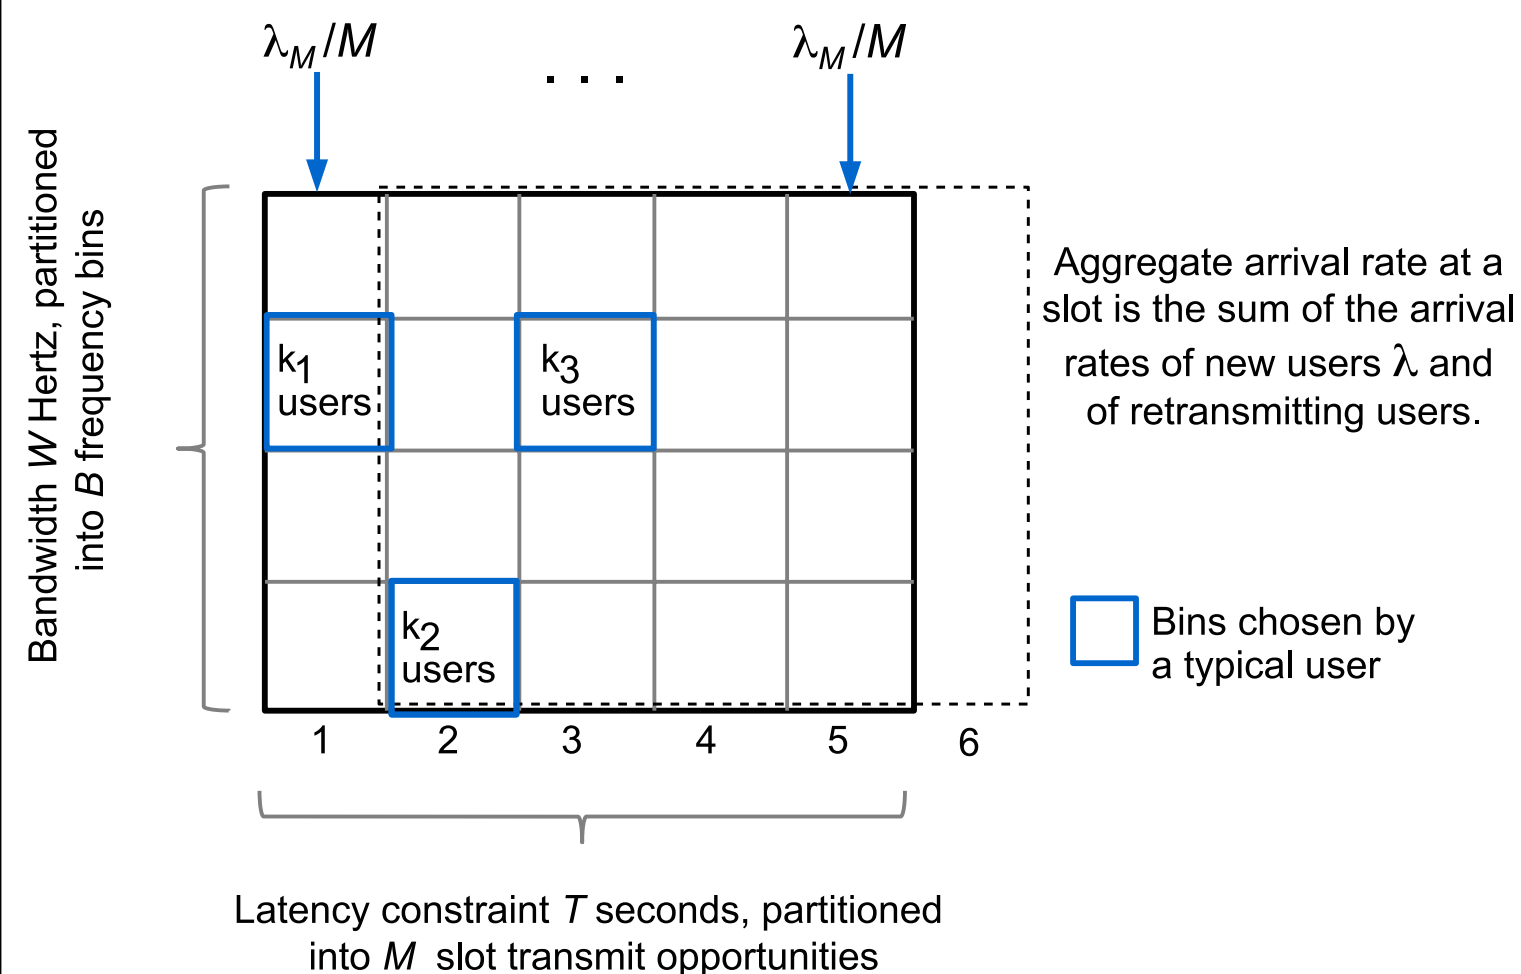 λM/M
. . .
λM/M
Bandwidth W Hertz, partitioned
into B frequency bins
k1
users
k3
users
k2
users
Aggregate arrival rate at a
slot is the sum of the arrival
rates of new users λ and
of retransmitting users.
Bins chosen by
a typical user
1 2 3 4 5 6
Latency constraint T seconds, partitioned
into M slot transmit opportunities